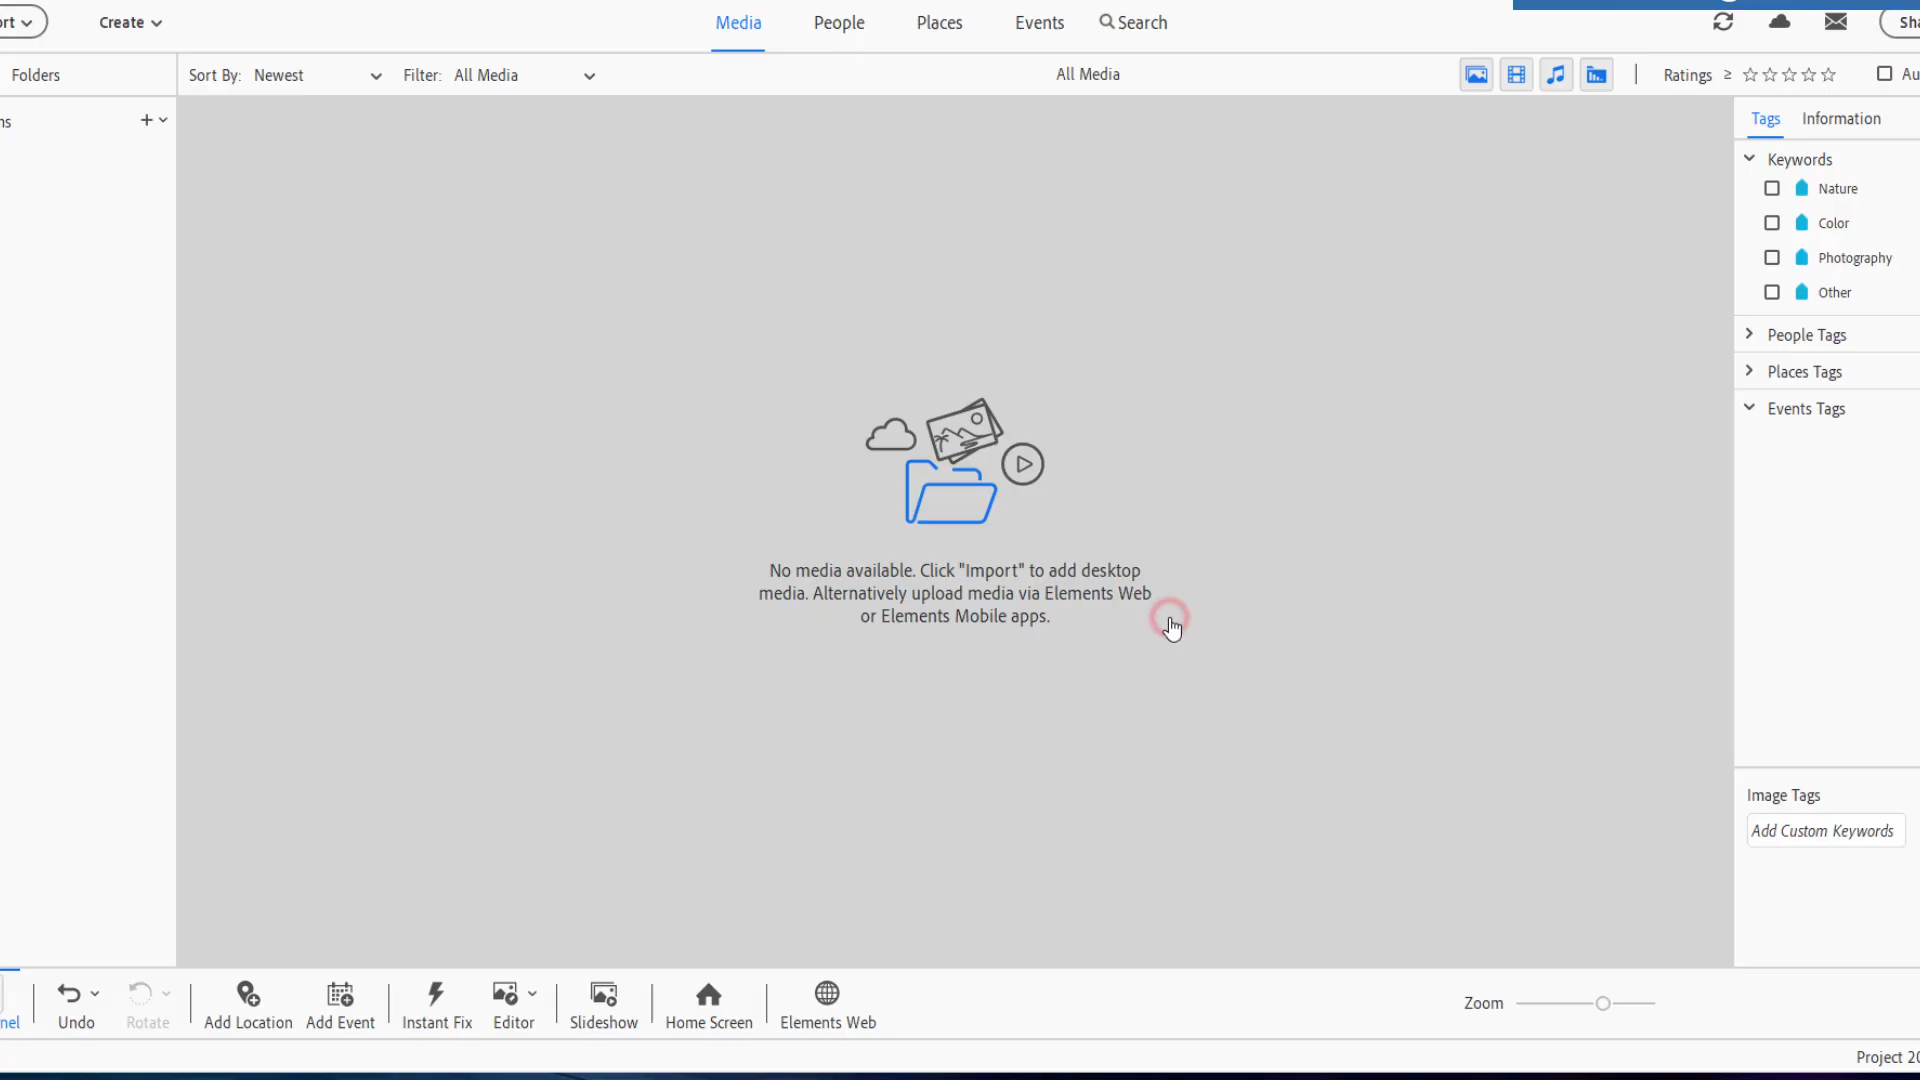 ort
Create
Media People Places Events Search
Sha
Folders
Sort By: Newest Filter: All Media
All Media
Ratings ≥
Au
ns
Tags Information
Keywords
Nature
Color
Photography
Other
People Tags
Places Tags
Events Tags
No media available. Click "Import" to add desktop
media. Alternatively upload media via Elements Web
or Elements Mobile apps.
Image Tags
Add Custom Keywords
nel
Undo Rotate Add Location Add Event Instant Fix Editor Slideshow Home Screen Elements Web
Zoom
Project 20